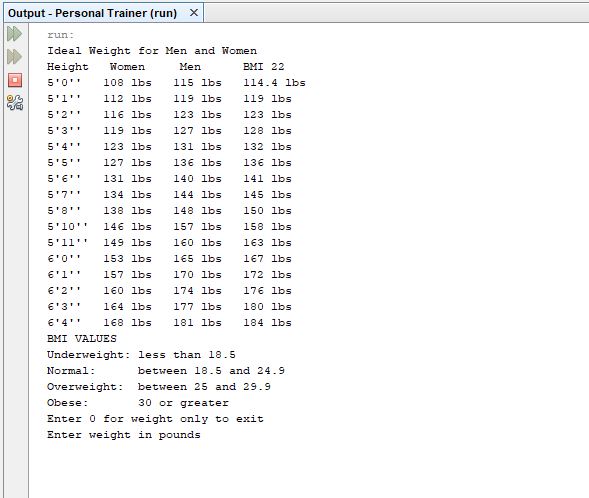 Output - Personal Trainer (run) ×
run:
Ideal Weight for Men and Women
Height   Women     Men      BMI 22
5'0''   108 lbs   115 lbs   114.4 lbs
5'1''   112 lbs   119 lbs   119 lbs
5'2''   116 lbs   123 lbs   123 lbs
5'3''   119 lbs   127 lbs   128 lbs
5'4''   123 lbs   131 lbs   132 lbs
5'5''   127 lbs   136 lbs   136 lbs
5'6''   131 lbs   140 lbs   141 lbs
5'7''   134 lbs   144 lbs   145 lbs
5'8''   138 lbs   148 lbs   150 lbs
5'10''  146 lbs   157 lbs   158 lbs
5'11''  149 lbs   160 lbs   163 lbs
6'0''   153 lbs   165 lbs   167 lbs
6'1''   157 lbs   170 lbs   172 lbs
6'2''   160 lbs   174 lbs   176 lbs
6'3''   164 lbs   177 lbs   180 lbs
6'4''   168 lbs   181 lbs   184 lbs
BMI VALUES
Underweight: less than 18.5
Normal:      between 18.5 and 24.9
Overweight:  between 25 and 29.9
Obese:       30 or greater
Enter 0 for weight only to exit
Enter weight in pounds